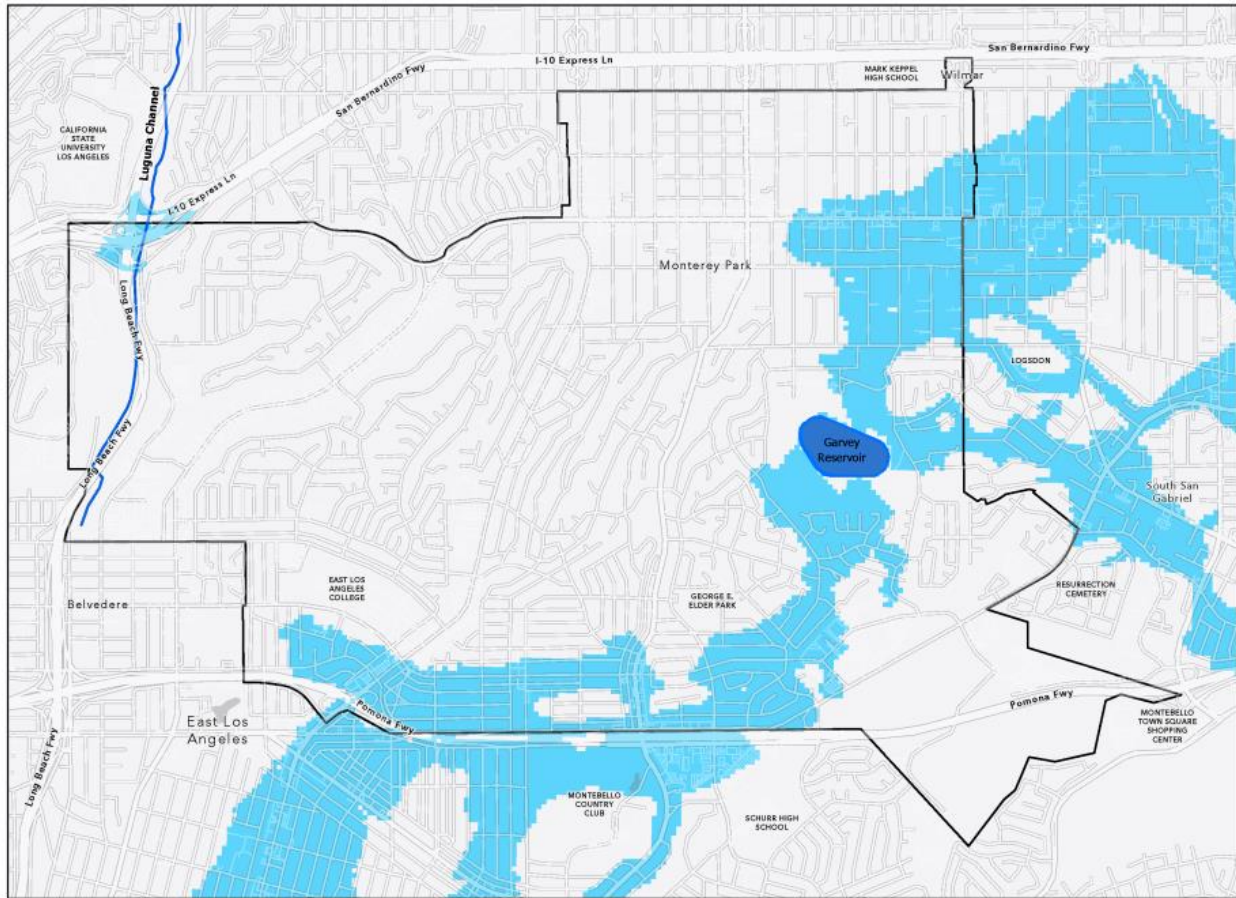 San Bernardino Fwy
I-10 Express Ln
MARK KEPPEL
HIGH SCHOOL
Wilmar
San Bernardino Fwy
Luguna Channel
CALIFORNIA
STATE
UNIVERSITY
LOS ANGELES
I-10 Express Ln
Monterey Park
Long Beach Fwy
LOGSDON
Garvey
Reservoir
Long Beach Fwy
South San
Gabriel
EAST LOS
ANGELES
COLLEGE
GEORGE E.
ELDER PARK
RESURRECTION
CEMETERY
Belvedere
Pomona Fwy
Pomona Fwy
East Los
Angeles
MONTEBELLO
TOWN SQUARE
SHOPPING
CENTER
Long Beach Fwy
MONTEBELLO
COUNTRY
CLUB
SCHURR HIGH
SCHOOL